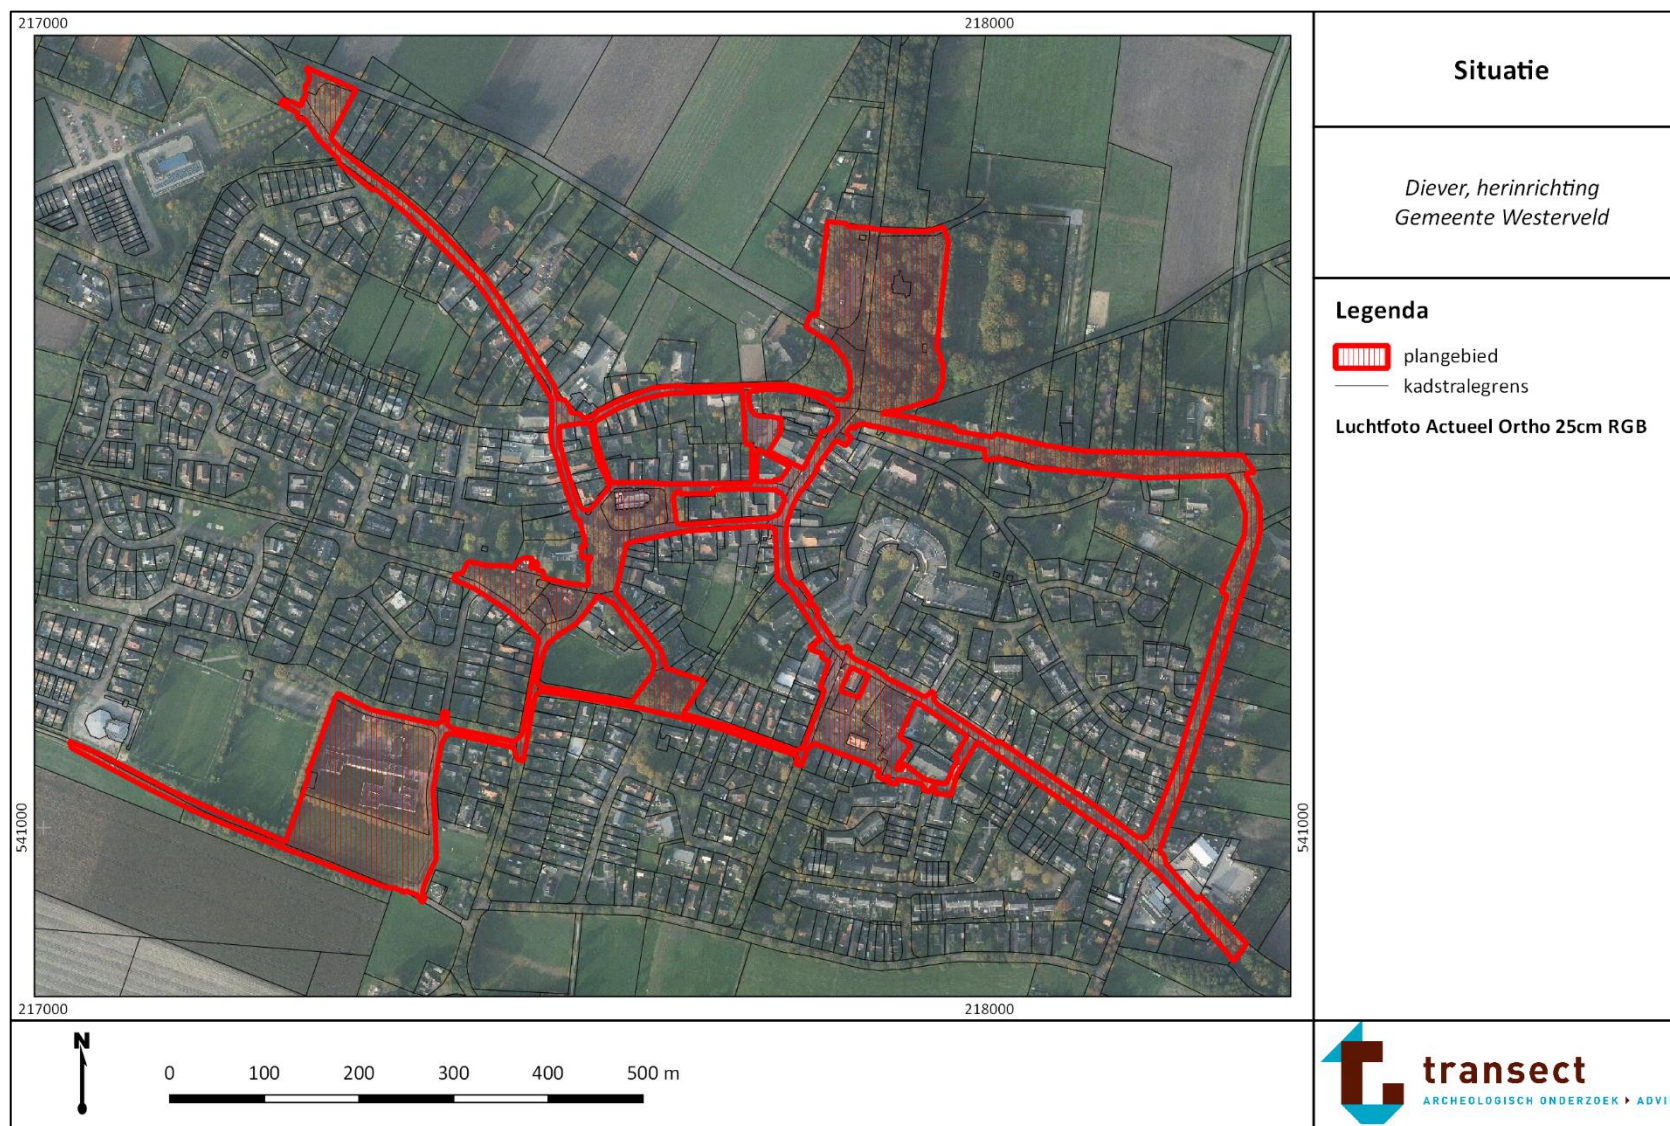 217000
218000
Situatie
Diever, herinrichting
Gemeente Westerveld
Legenda
plangebied
kadstralegrens
Luchtfoto Actueel Ortho 25cm RGB
541000
541000
217000
218000
N
0 100 200 300 400 500 m
transect
ARCHEOLOGISCH ONDERZOEK ▸ ADVI